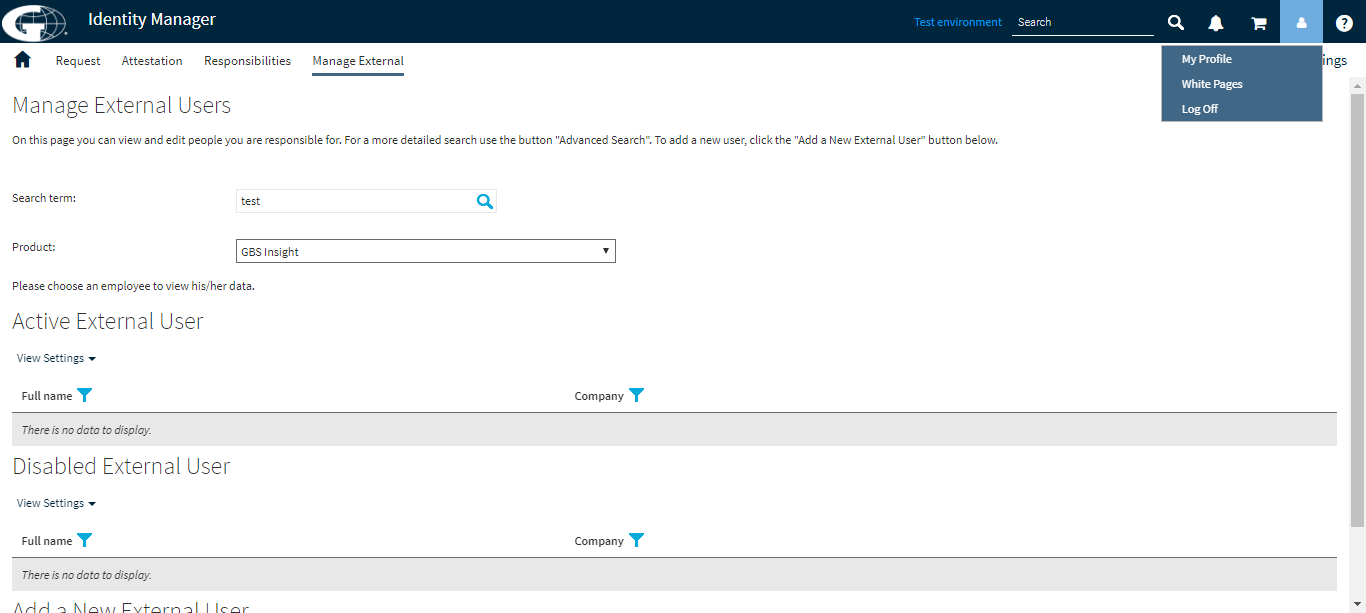 Identity Manager
Test environment
Search
My Profile
White Pages
Log Off
Request Attestation Responsibilities Manage External
ings
Manage External Users
On this page you can view and edit people you are responsible for. For a more detailed search use the button "Advanced Search". To add a new user, click the "Add a New External User" button below.
Search term: test
Product: GBS Insight
Please choose an employee to view his/her data.
Active External User
View Settings
Full name Company
There is no data to display.
Disabled External User
View Settings
Full name Company
There is no data to display.
Add a New External User